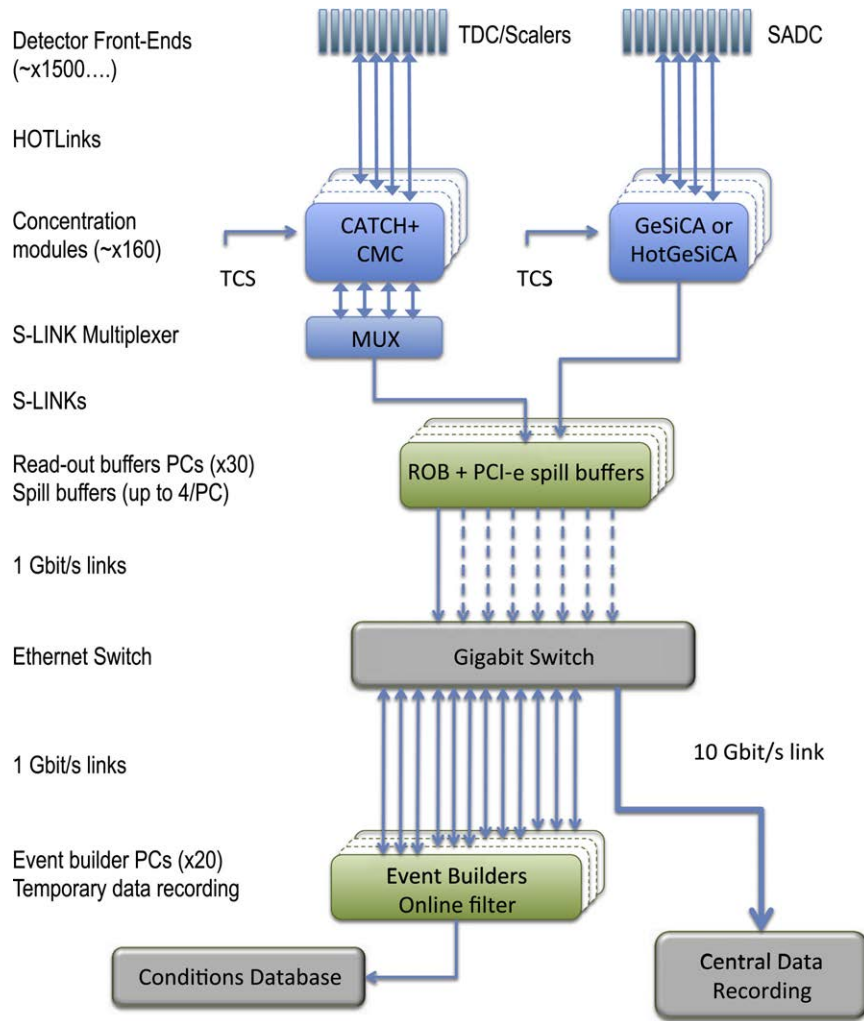 Detector Front-Ends
(~x1500....)
TDC/Scalers
SADC
HOTLinks
Concentration
modules (~x160)
TCS
CATCH+
CMC
TCS
GeSiCA or
HotGeSiCA
S-LINK Multiplexer
MUX
S-LINKs
Read-out buffers PCs (x30)
Spill buffers (up to 4/PC)
ROB + PCI-e spill buffers
1 Gbit/s links
Ethernet Switch
Gigabit Switch
1 Gbit/s links
10 Gbit/s link
Event builder PCs (x20)
Temporary data recording
Event Builders
Online filter
Conditions Database
Central Data
Recording